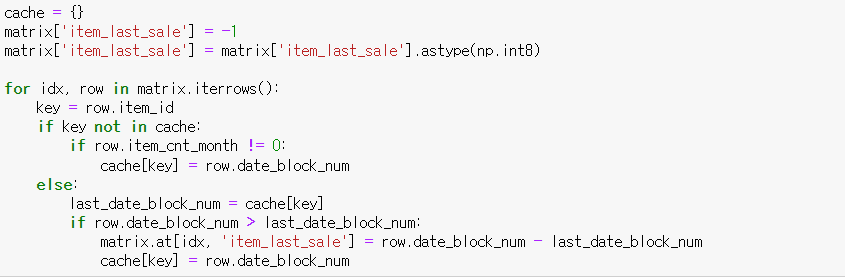 cache = {}
matrix['item_last_sale'] = -1
matrix['item_last_sale'] = matrix['item_last_sale'].astype(np.int8)

for idx, row in matrix.iterrows():
    key = row.item_id
    if key not in cache:
        if row.item_cnt_month != 0:
            cache[key] = row.date_block_num
    else:
        last_date_block_num = cache[key]
        if row.date_block_num > last_date_block_num:
            matrix.at[idx, 'item_last_sale'] = row.date_block_num - last_date_block_num
            cache[key] = row.date_block_num